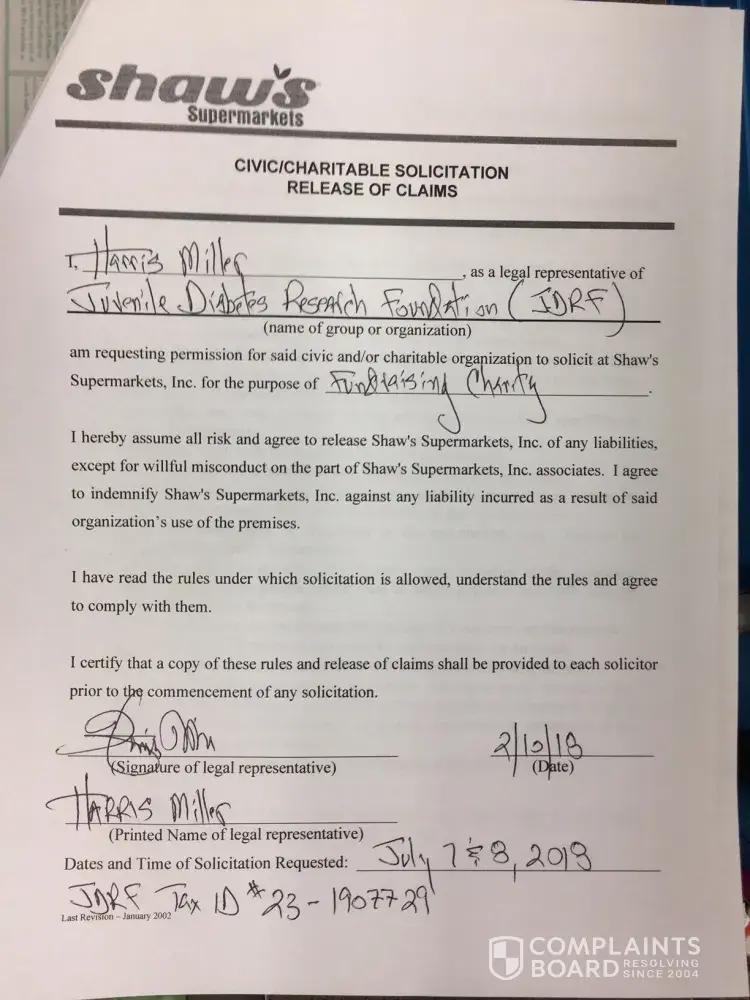 Shaw's
Supermarkets
CIVIC/CHARITABLE SOLICITATION
RELEASE OF CLAIMS
I, Harris Miller, as a legal representative of
Juvenile Diabetes Research Foundation (JDRF)
(name of group or organization)
am requesting permission for said civic and/or charitable organization to solicit at Shaw's
Supermarkets, Inc. for the purpose of Fundraising Charity.
I hereby assume all risk and agree to release Shaw's Supermarkets, Inc. of any liabilities,
except for willful misconduct on the part of Shaw's Supermarkets, Inc. associates. I agree
to indemnify Shaw's Supermarkets, Inc. against any liability incurred as a result of said
organization's use of the premises.
I have read the rules under which solicitation is allowed, understand the rules and agree
to comply with them.
I certify that a copy of these rules and release of claims shall be provided to each solicitor
prior to the commencement of any solicitation.
2/10/18
(Signature of legal representative) (Date)
HARRIS Miller
(Printed Name of legal representative)
Dates and Time of Solicitation Requested: July 7 & 8, 2018
JDRF Tax ID # 23-1907729
Last Revision – January 2002
COMPLAINTS
BOARD RESOLVING
SINCE 2004